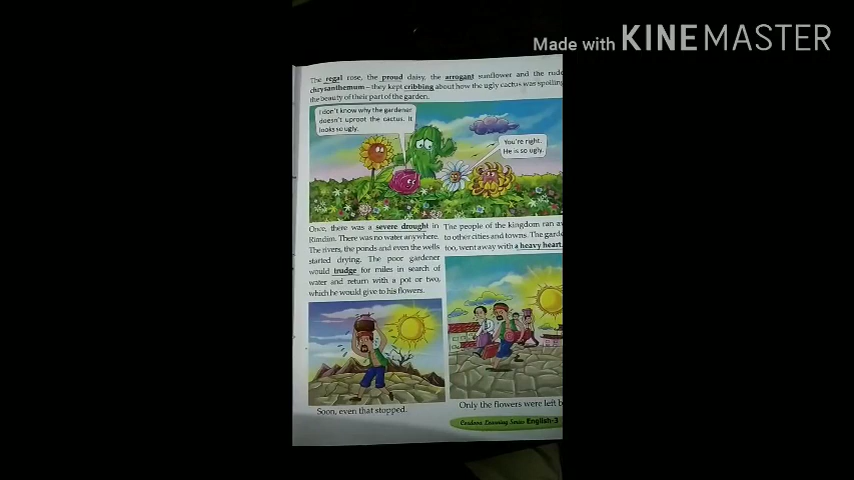 Made with KINEMASTER
The regal rose, the proud daisy, the arrogant sunflower and the rude
chrysanthemum – they kept cribbing about how the ugly cactus was spoiling
the beauty of their part of the garden.
I don't know why the gardener
doesn't uproot the cactus. It
looks so ugly.
You're right.
He is so ugly.
Once, there was a severe drought in
Rimdim. There was no water anywhere.
The rivers, the ponds and even the wells
started drying. The poor gardener
would trudge for miles in search of
water and return with a pot or two,
which he would give to his flowers.
The people of the kingdom ran a
to other cities and towns. The gard
too, went away with a heavy heart.
Soon, even that stopped.
Only the flowers were left b
Cordova Learning Series English-3